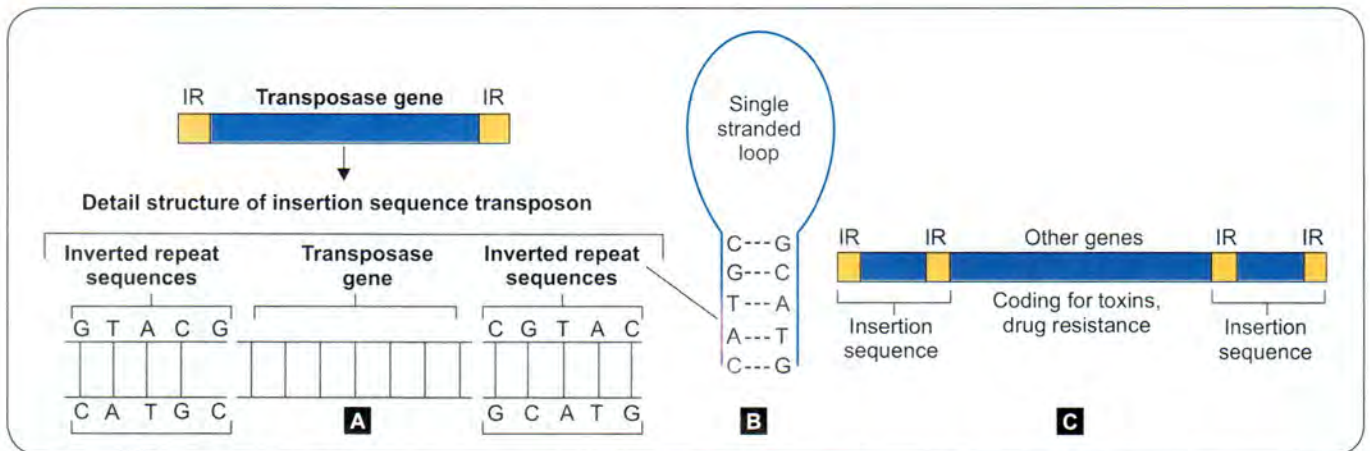 IR Transposase gene IR
Detail structure of insertion sequence transposon
Inverted repeat
sequences
Transposase
gene
Inverted repeat
sequences
G T A C G
C G T A C
C A T G C
G C A T G
A
Single
stranded
loop
C---G
G---C
T---A
A---T
C---G
B
IR IR Other genes IR IR
Insertion
sequence
Coding for toxins,
drug resistance
Insertion
sequence
C